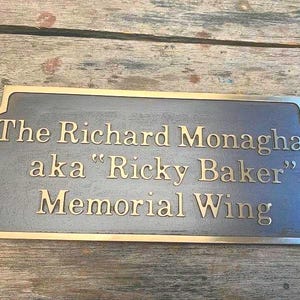 The Richard Monagha
aka “Ricky Baker”
Memorial Wing